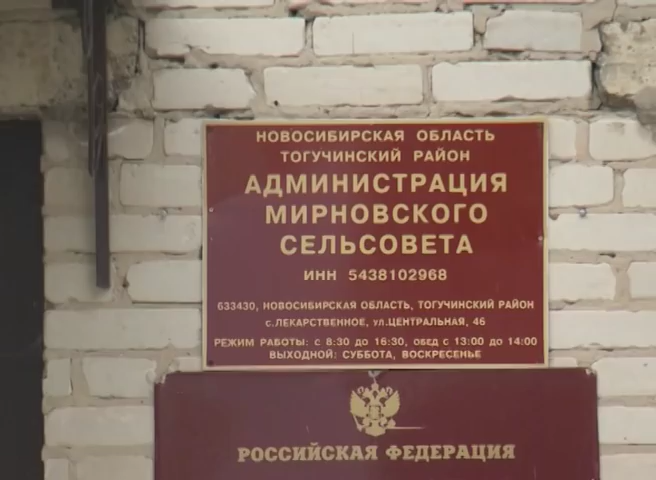 НОВОСИБИРСКАЯ ОБЛАСТЬ
ТОГУЧИНСКИЙ РАЙОН
АДМИНИСТРАЦИЯ
МИРНОВСКОГО
СЕЛЬСОВЕТА
ИНН 5438102968
633430, НОВОСИБИРСКАЯ ОБЛАСТЬ, ТОГУЧИНСКИЙ РАЙОН
с.ЛЕКАРСТВЕННОЕ, ул.ЦЕНТРАЛЬНАЯ, 46
РЕЖИМ РАБОТЫ: с 8:30 до 16:30, ОБЕД с 13:00 до 14:00
ВЫХОДНОЙ: СУББОТА, ВОСКРЕСЕНЬЕ
РОССИЙСКАЯ ФЕДЕРАЦИЯ